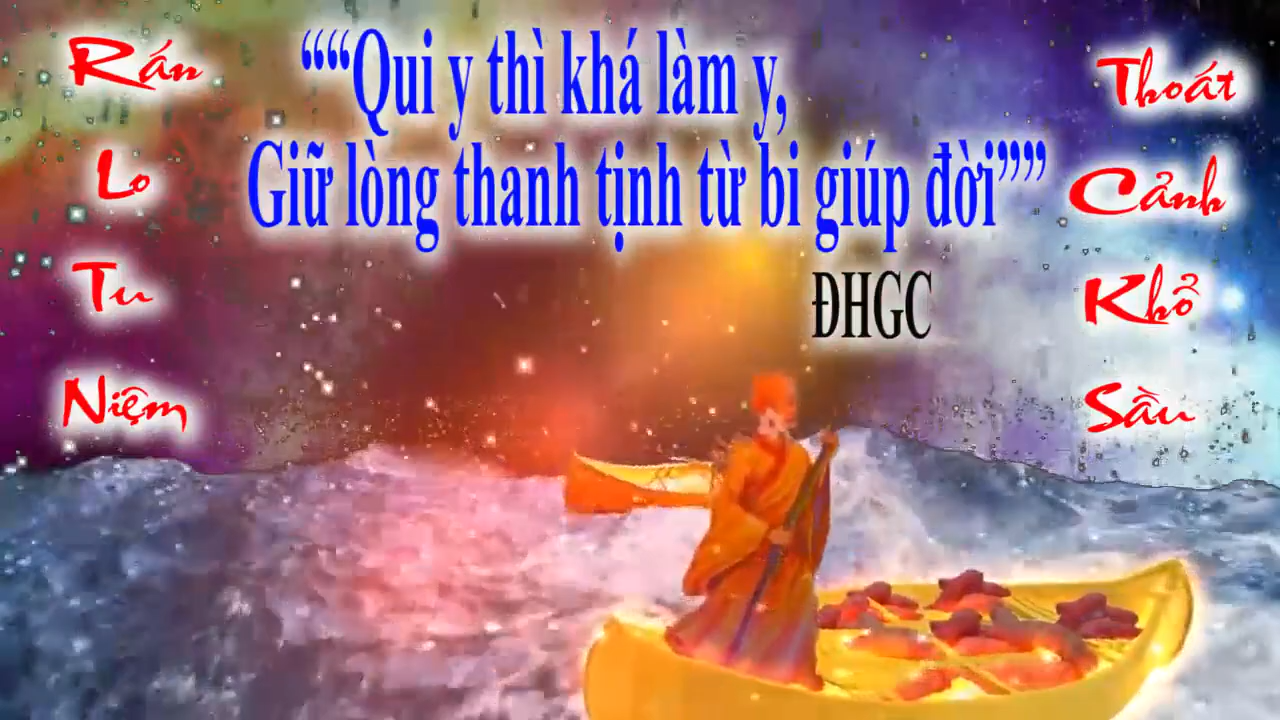 ““Qui y thì khá làm y,
Giữ lòng thanh tịnh từ bi giúp đời””
ĐHGC
Rấn
Lo
Tu
Niệm
Thoát
Cảnh
Khổ
Sầu